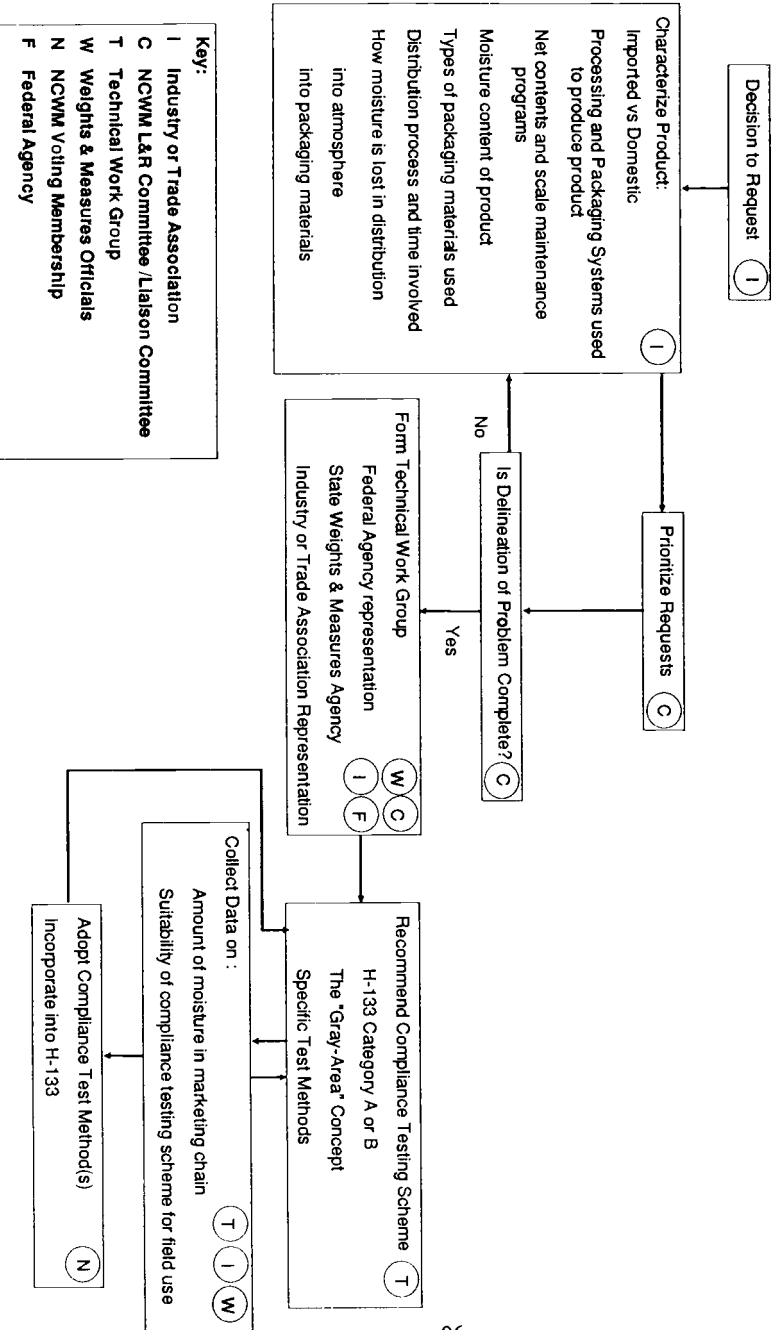 Decision to Request I
Characterize Product: I
Imported vs Domestic
Processing and Packaging Systems used
to produce product
Net contents and scale maintenance
programs
Moisture content of product
Types of packaging materials used
Distribution process and time involved
How moisture is lost in distribution
into atmosphere
into packaging materials
Prioritize Requests C
Is Delineation of Problem Complete? C
No
Yes
Form Technical Work Group
Federal Agency representation
State Weights & Measures Agency
Industry or Trade Association Representation
W C
I F
Recommend Compliance Testing Scheme T
H-133 Category A or B
The "Gray-Area" Concept
Specific Test Methods
Collect Data on :
Amount of moisture in marketing chain
Suitability of compliance testing scheme for field use
T I W
Adopt Compliance Test Method(s)
Incorporate into H-133
N
Key:
I Industry or Trade Association
C NCWM L&R Committee /Liaison Committee
T Technical Work Group
W Weights & Measures Officials
N NCWM Voting Membership
F Federal Agency